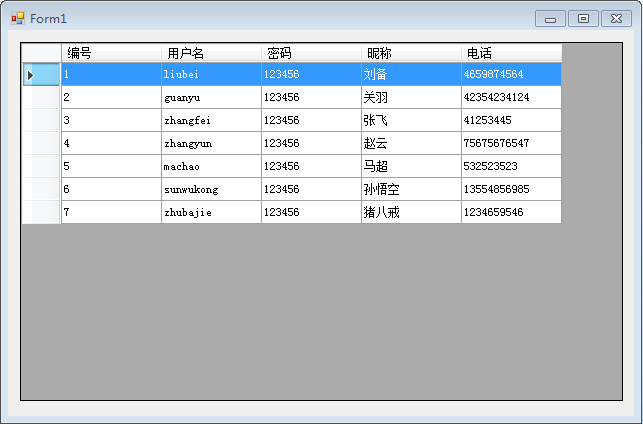 Form1
编号 用户名 密码 昵称 电话
1 liubei 123456 刘备 4659874564
2 guanyu 123456 关羽 42354234124
3 zhangfei 123456 张飞 41253445
4 zhangyun 123456 赵云 75675676547
5 machao 123456 马超 532523523
6 sunwukong 123456 孙悟空 13554856985
7 zhubajie 123456 猪八戒 1234659546